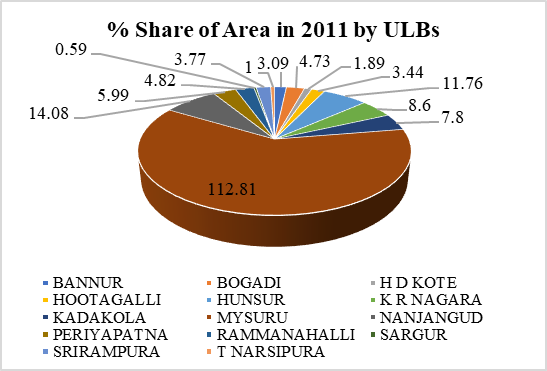 % Share of Area in 2011 by ULBs
0.59 3.77 1 3.09 4.73 1.89
4.82 3.44
5.99 11.76
14.08 8.6
7.8
112.81
BANNUR BOGADI H D KOTE
HOOTAGALLI HUNSUR K R NAGARA
KADAKOLA MYSURU NANJANGUD
PERIYAPATNA RAMMANAHALLI SARGUR
SRIRAMPURA T NARSIPURA